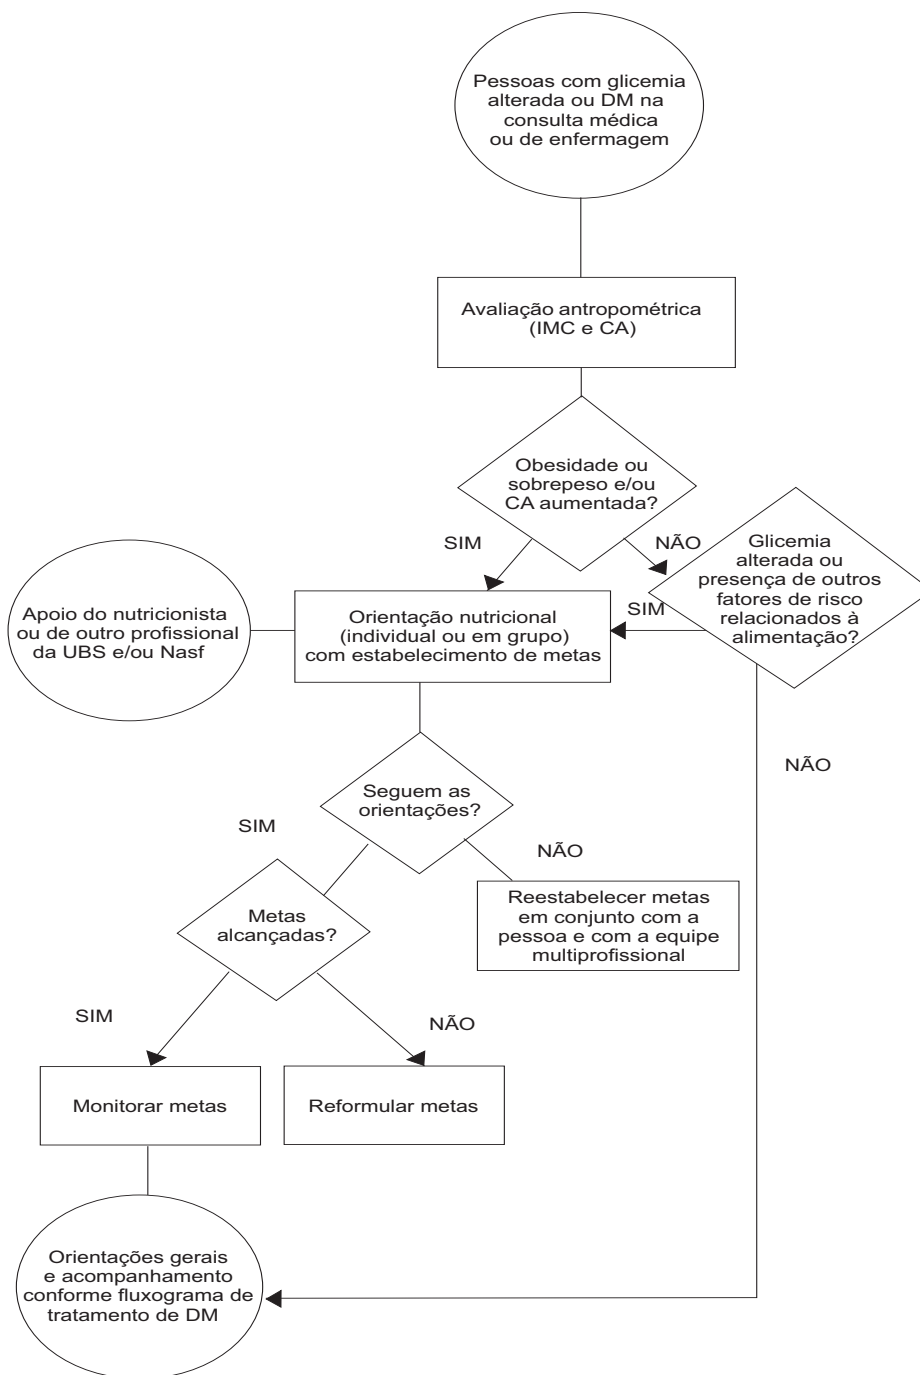 Pessoas com glicemia
alterada ou DM na
consulta médica
ou de enfermagem
Avaliação antropométrica
(IMC e CA)
Obesidade ou
sobrepeso e/ou
CA aumentada?
SIM
NÃO
Glicemia
alterada ou
presença de outros
fatores de risco
relacionados à
alimentação?
SIM
Apoio do nutricionista
ou de outro profissional
da UBS e/ou Nasf
Orientação nutricional
(individual ou em grupo)
com estabelecimento de metas
NÃO
Seguem as
orientações?
SIM
NÃO
Metas
alcançadas?
Reestabelecer metas
em conjunto com a
pessoa e com a equipe
multiprofissional
SIM
NÃO
Monitorar metas
Reformular metas
Orientações gerais
e acompanhamento
conforme fluxograma de
tratamento de DM